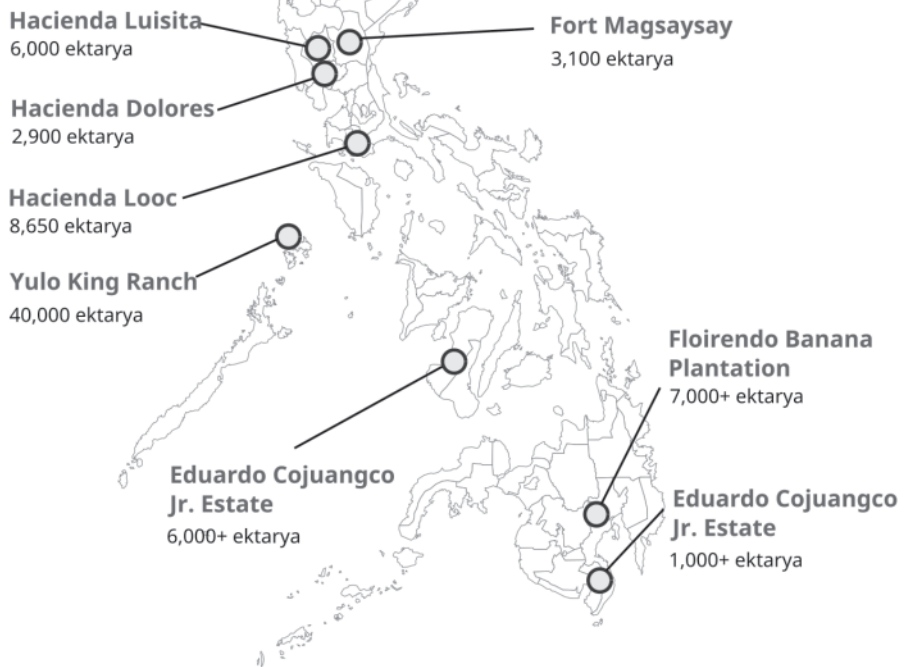 Hacienda Luisita
6,000 ektarya
Fort Magsaysay
3,100 ektarya
Hacienda Dolores
2,900 ektarya
Hacienda Looc
8,650 ektarya
Yulo King Ranch
40,000 ektarya
Floirendo Banana
Plantation
7,000+ ektarya
Eduardo Cojuangco
Jr. Estate
6,000+ ektarya
Eduardo Cojuangco
Jr. Estate
1,000+ ektarya